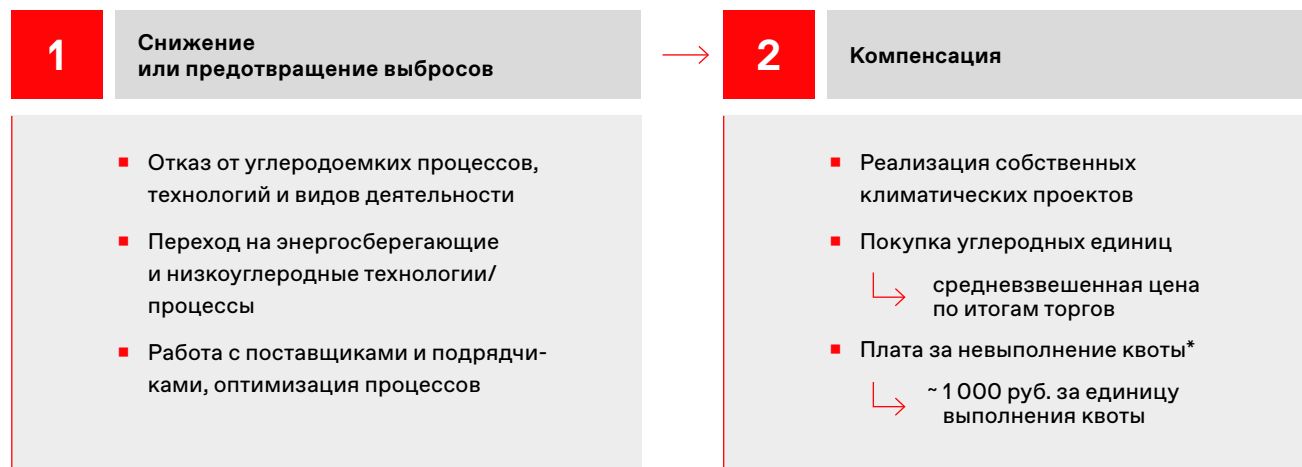 1
Снижение
или предотвращение выбросов
Отказ от углеродоемких процессов,
технологий и видов деятельности
Переход на энергосберегающие
и низкоуглеродные технологии/
процессы
Работа с поставщиками и подрядчи-
ками, оптимизация процессов
2
Компенсация
Реализация собственных
климатических проектов
Покупка углеродных единиц
средневзвешенная цена
по итогам торгов
Плата за невыполнение квоты*
~ 1 000 руб. за единицу
выполнения квоты